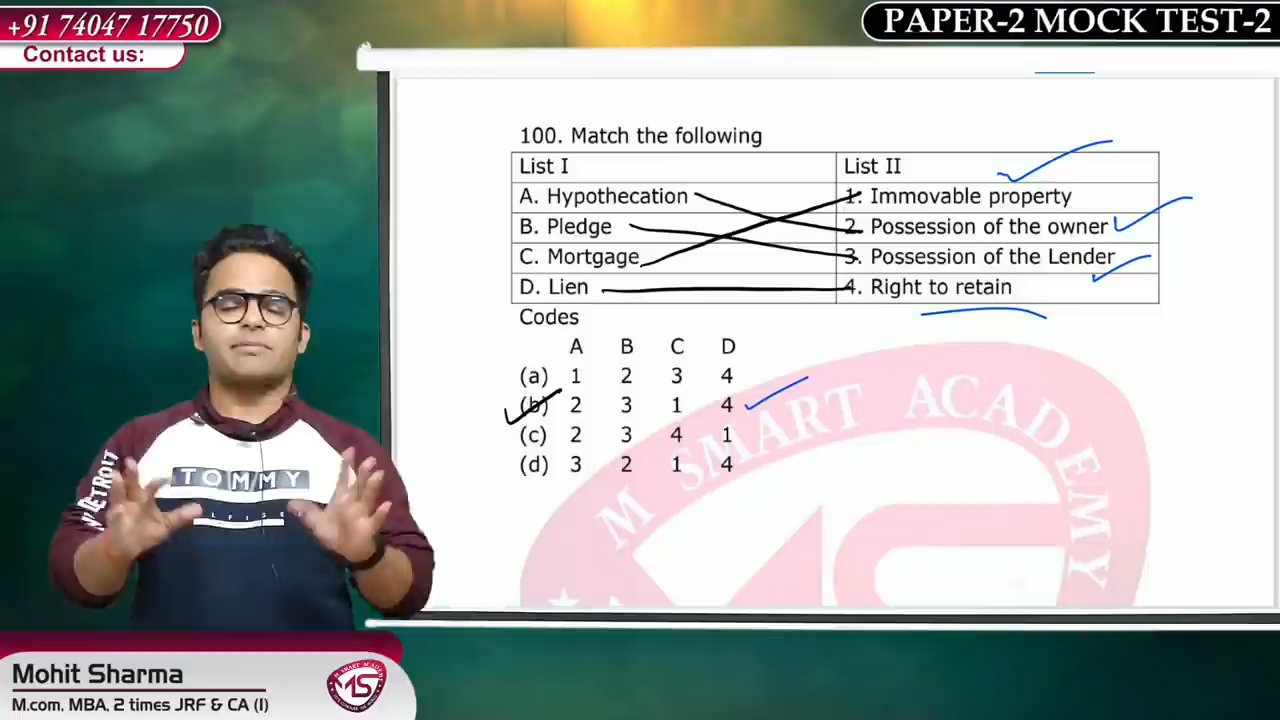 +91 74047 17750
Contact us:
PAPER-2 MOCK TEST-2
100. Match the following
List I List II
A. Hypothecation 1. Immovable property
B. Pledge 2. Possession of the owner
C. Mortgage 3. Possession of the Lender
D. Lien 4. Right to retain
Codes
A B C D
(a) 1 2 3 4
(b) 2 3 1 4
(c) 2 3 4 1
(d) 3 2 1 4
M SMART ACADEMY
DETROIT
TOMMY
Mohit Sharma
M.com, MBA, 2 times JRF & CA (I)
MS